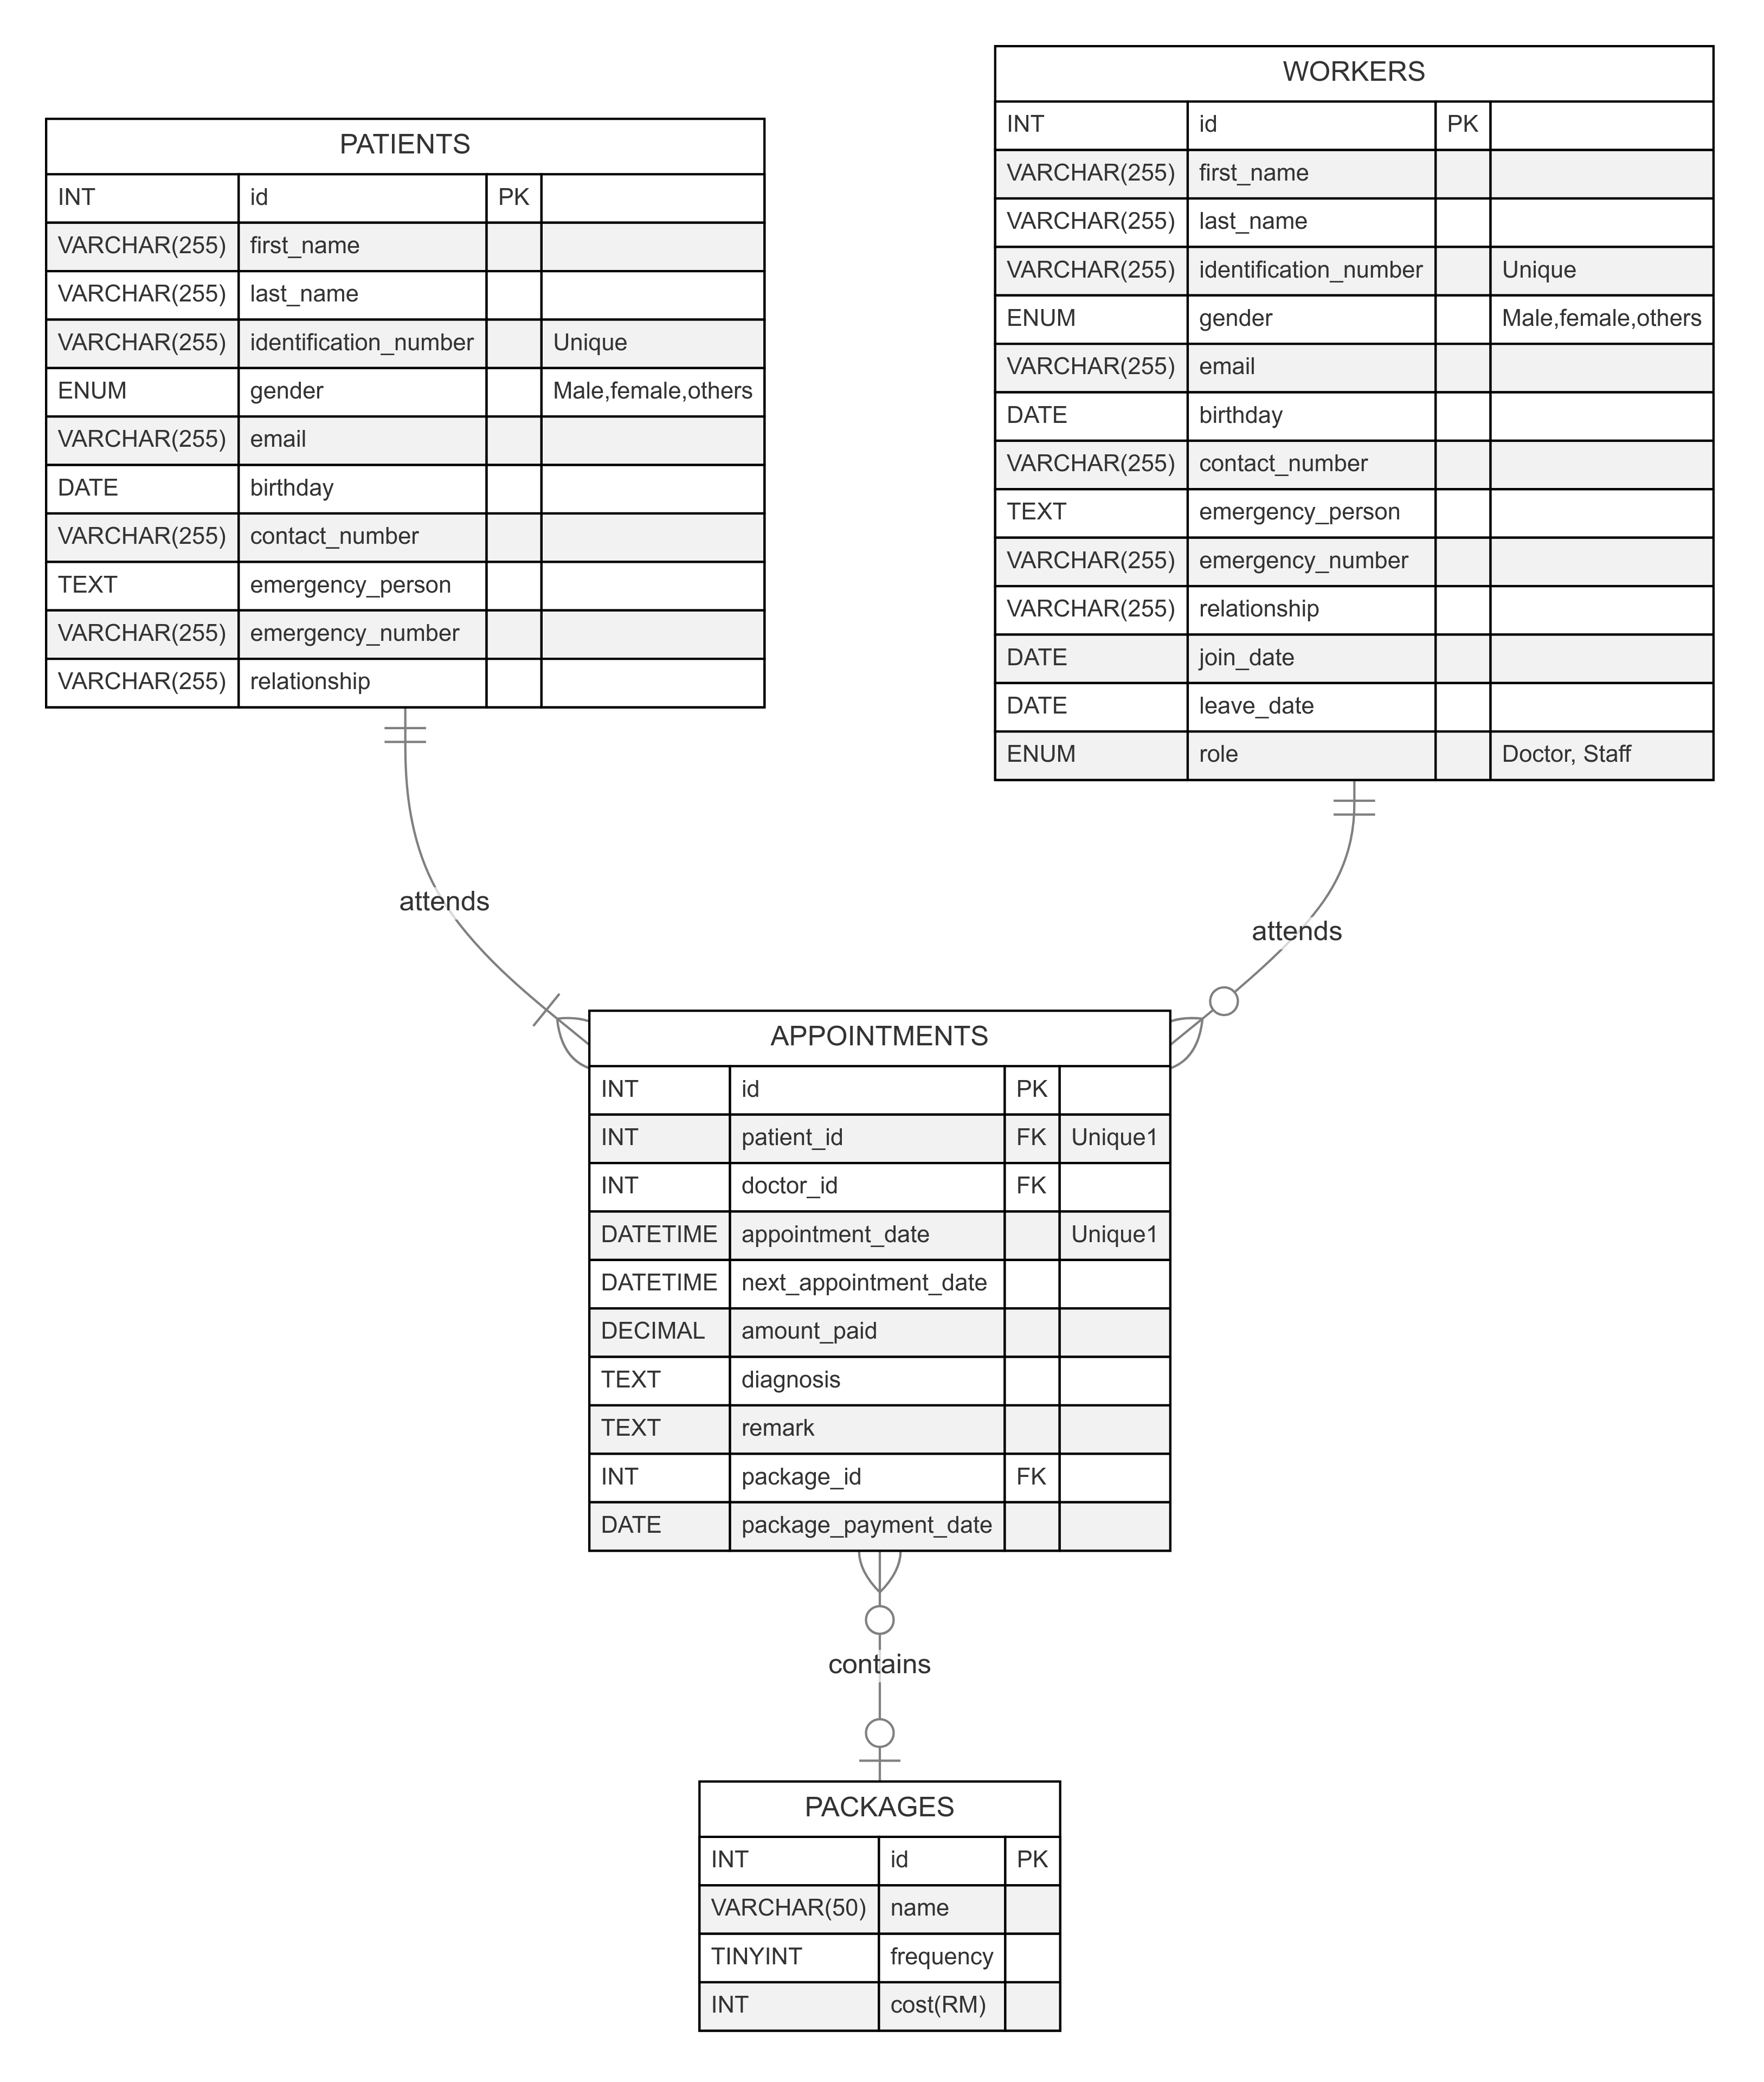 PATIENTS
INT id PK
VARCHAR(255) first_name
VARCHAR(255) last_name
VARCHAR(255) identification_number Unique
ENUM gender Male,female,others
VARCHAR(255) email
DATE birthday
VARCHAR(255) contact_number
TEXT emergency_person
VARCHAR(255) emergency_number
VARCHAR(255) relationship
WORKERS
INT id PK
VARCHAR(255) first_name
VARCHAR(255) last_name
VARCHAR(255) identification_number Unique
ENUM gender Male,female,others
VARCHAR(255) email
DATE birthday
VARCHAR(255) contact_number
TEXT emergency_person
VARCHAR(255) emergency_number
VARCHAR(255) relationship
DATE join_date
DATE leave_date
ENUM role Doctor, Staff
attends
attends
APPOINTMENTS
INT id PK
INT patient_id FK Unique1
INT doctor_id FK
DATETIME appointment_date Unique1
DATETIME next_appointment_date
DECIMAL amount_paid
TEXT diagnosis
TEXT remark
INT package_id FK
DATE package_payment_date
contains
PACKAGES
INT id PK
VARCHAR(50) name
TINYINT frequency
INT cost(RM)